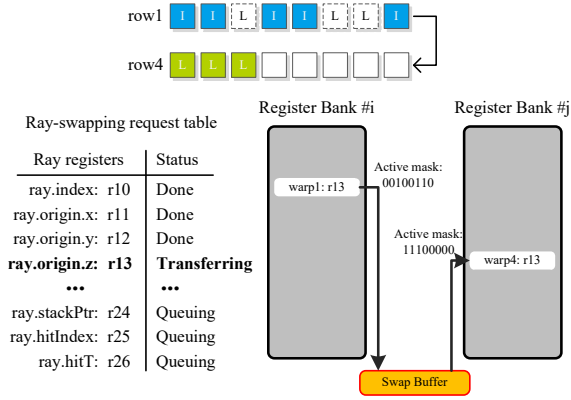 row1 I I L I I L L I
row4 L L L
Ray-swapping request table
Ray registers Status
ray.index: r10 Done
ray.origin.x: r11 Done
ray.origin.y: r12 Done
ray.origin.z: r13 Transferring
••• •••
ray.stackPtr: r24 Queuing
ray.hitIndex: r25 Queuing
ray.hitT: r26 Queuing
Register Bank #i
warp1: r13
Active mask:
00100110
Register Bank #j
Active mask:
11100000
warp4: r13
Swap Buffer